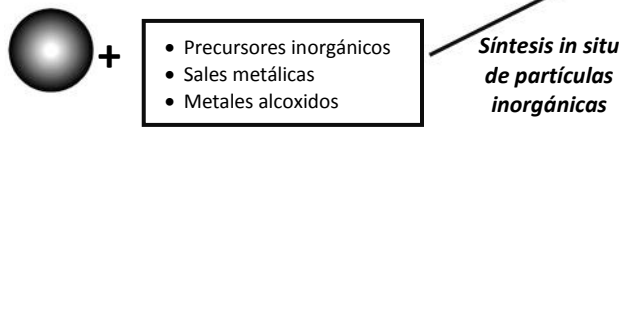 +
• Precursores inorgánicos
• Sales metálicas
• Metales alcoxidos
Síntesis in situ
de partículas
inorgánicas